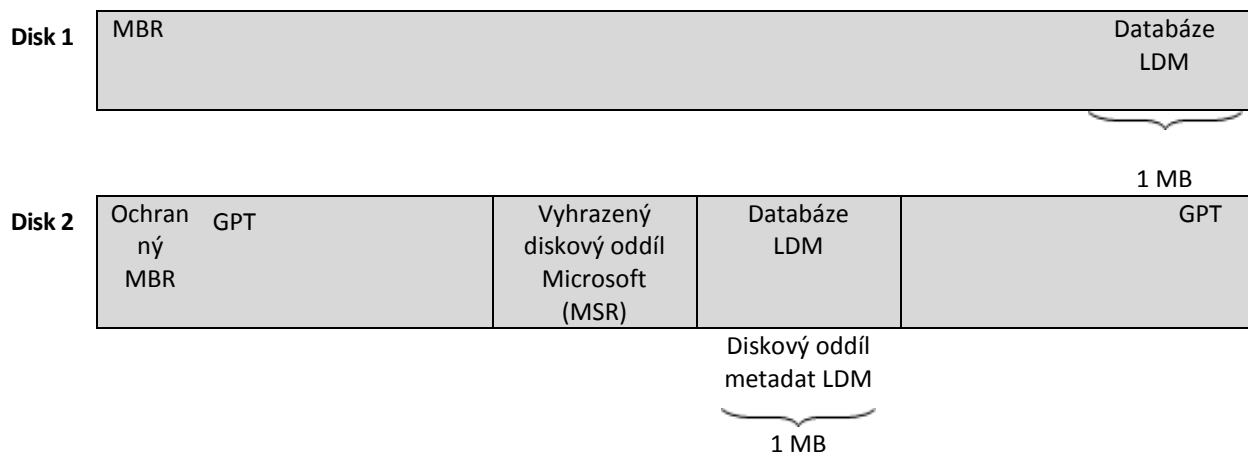 Disk 1
MBR
Databáze
LDM
1 MB
Disk 2
Ochran
ný
MBR
GPT
Vyhrazený
diskový oddíl
Microsoft
(MSR)
Databáze
LDM
GPT
Diskový oddíl
metadat LDM
1 MB